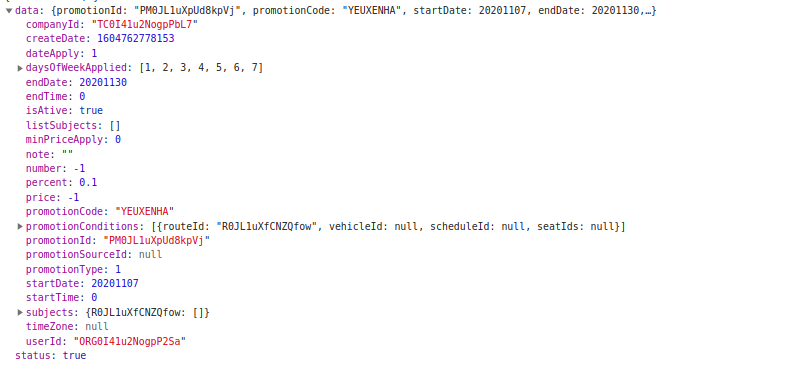 data: {promotionId: "PM0JL1uXpUd8kpVj", promotionCode: "YEUXENHA", startDate: 20201107, endDate: 20201130,…}
companyId: "TC0I41u2NogpPbL7"
createDate: 1604762778153
dateApply: 1
daysOfWeekApplied: [1, 2, 3, 4, 5, 6, 7]
endDate: 20201130
endTime: 0
isAtive: true
listSubjects: []
minPriceApply: 0
note: ""
number: -1
percent: 0.1
price: -1
promotionCode: "YEUXENHA"
promotionConditions: [{routeId: "R0JL1uXfCNZQfow", vehicleId: null, scheduleId: null, seatIds: null}]
promotionId: "PM0JL1uXpUd8kpVj"
promotionSourceId: null
promotionType: 1
startDate: 20201107
startTime: 0
subjects: {R0JL1uXfCNZQfow: []}
timeZone: null
userId: "ORG0I41u2NogpP2Sa"
status: true